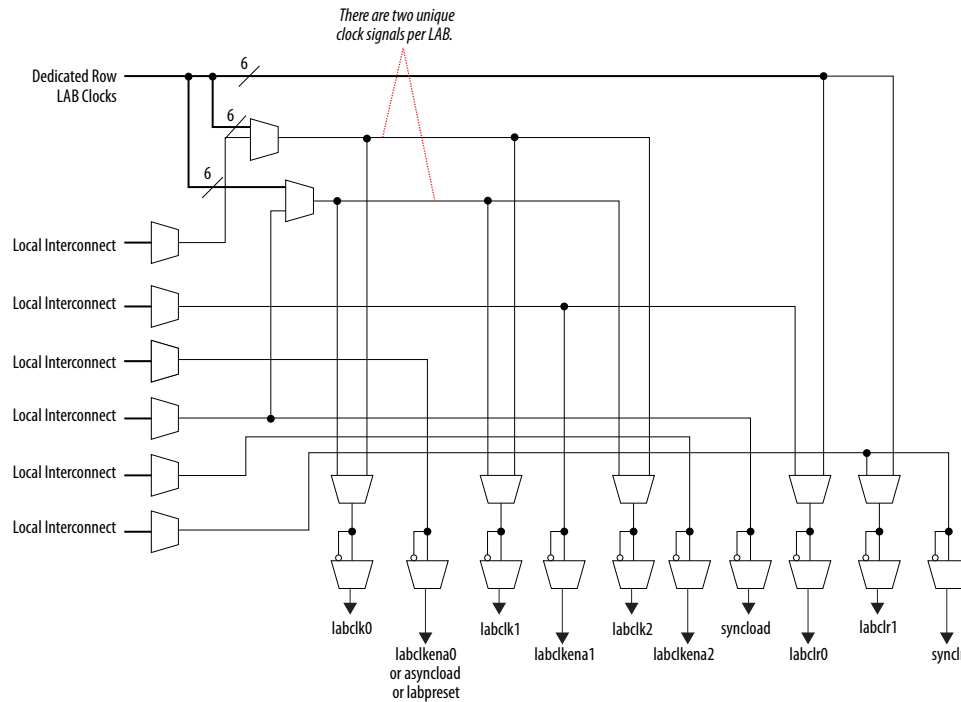 There are two unique
clock signals per LAB.
Dedicated Row
LAB Clocks
6
6
6
Local Interconnect
Local Interconnect
Local Interconnect
Local Interconnect
Local Interconnect
Local Interconnect
labclk0
labclkena0
or asyncload
or labpreset
labclk1
labclkena1
labclk2
labclkena2
syncload
labclr0
labclr1